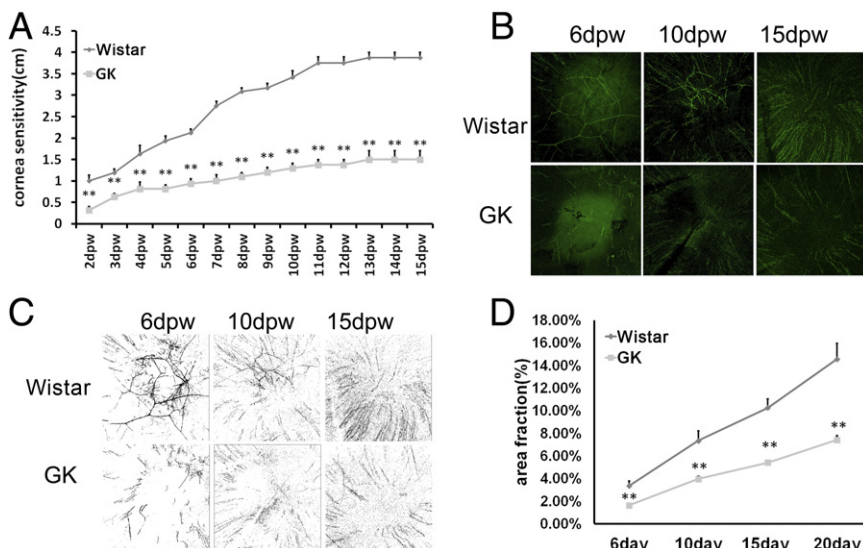 A
cornea sensitivity(cm)
4.5
4
3.5
3
2.5
2
1.5
1
0.5
0
Wistar
GK
** ** ** ** ** ** ** ** ** ** ** ** ** **
2dpw 3dpw 4dpw 5dpw 6dpw 7dpw 8dpw 9dpw 10dpw 11dpw 12dpw 13dpw 14dpw 15dpw
B
6dpw 10dpw 15dpw
Wistar
GK
C
6dpw 10dpw 15dpw
Wistar
GK
D
area fraction(%)
18.00%
16.00%
14.00%
12.00%
10.00%
8.00%
6.00%
4.00%
2.00%
0.00%
Wistar
GK
** ** ** **
6day 10day 15day 20day